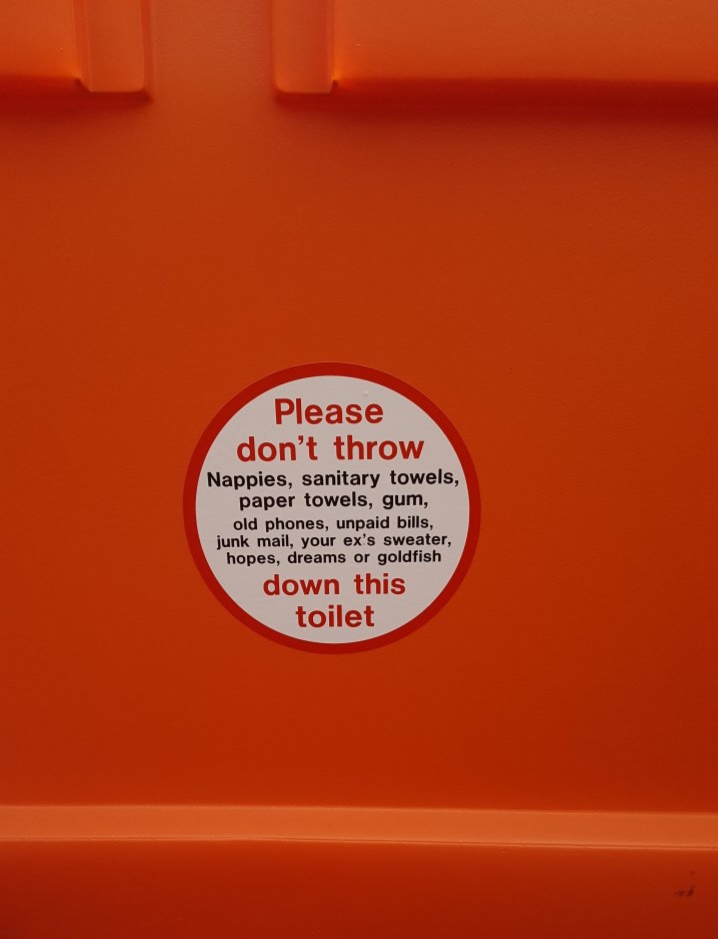 Please
don't throw
Nappies, sanitary towels,
paper towels, gum,
old phones, unpaid bills,
junk mail, your ex's sweater,
hopes, dreams or goldfish
down this
toilet